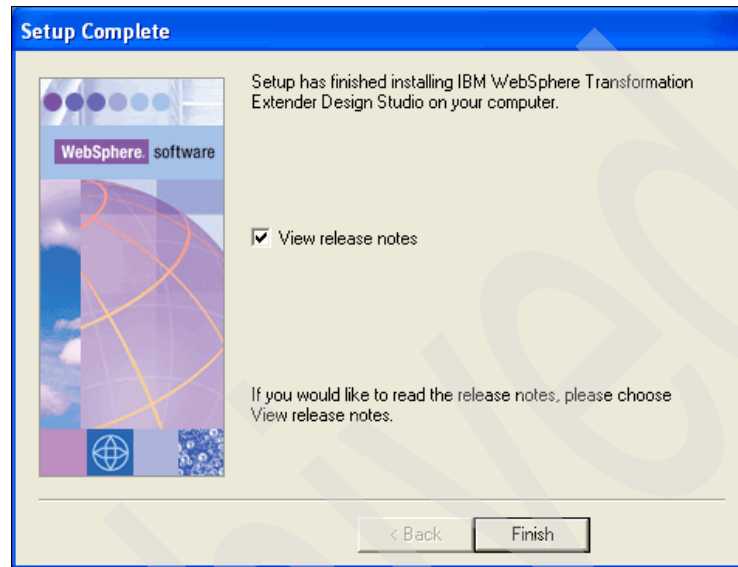 Setup Complete
Setup has finished installing IBM WebSphere Transformation
Extender Design Studio on your computer.
WebSphere. software
View release notes
If you would like to read the release notes, please choose
View release notes.
< Back
Finish